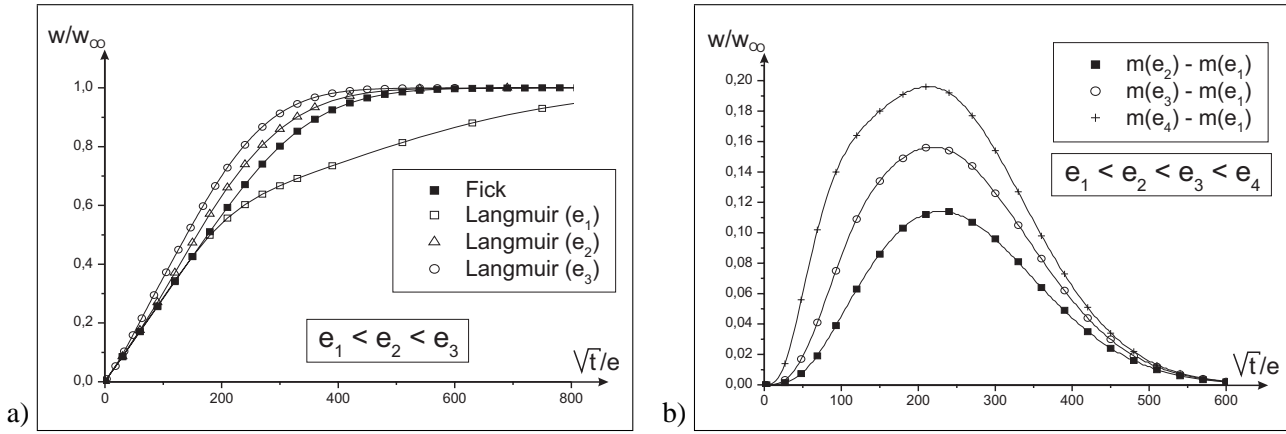 w/w∞
1,0
0,8
0,6
0,4
0,2
0,0
0 200 400 600 800
√t/e
Fick
Langmuir (e₁)
Langmuir (e₂)
Langmuir (e₃)
e₁ < e₂ < e₃
a)
w/w∞
0,20
0,18
0,16
0,14
0,12
0,10
0,08
0,06
0,04
0,02
0,00
0 100 200 300 400 500 600
√t/e
m(e₂) - m(e₁)
m(e₃) - m(e₁)
m(e₄) - m(e₁)
e₁ < e₂ < e₃ < e₄
b)